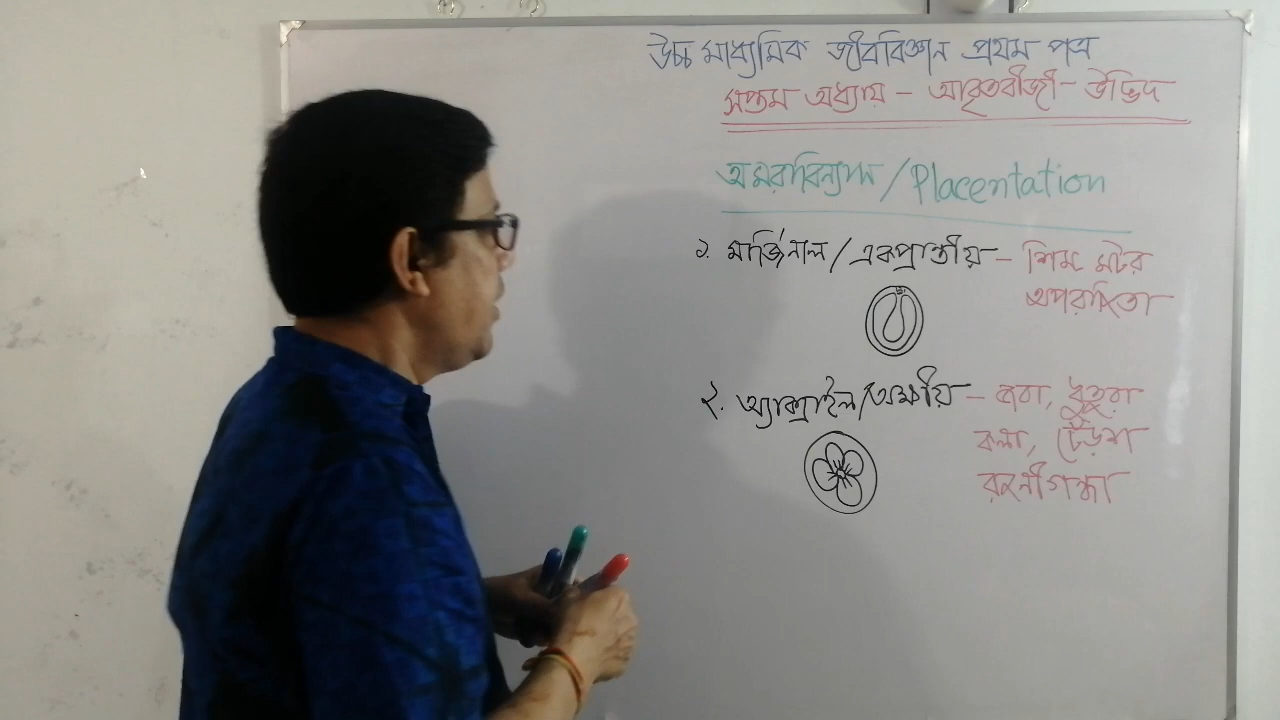 উচ্চ মাধ্যমিক জীববিজ্ঞান প্রথম পত্র
সপ্তম অধ্যায় – আবৃতবীজী – উদ্ভিদ
অমরাবিন্যাস / Placentation
১. মার্জিনাল / একপ্রান্তীয় – শিম মটর
অপরাজিতা
২. অ্যাক্সাইল / অক্ষীয় – জবা, ধুতুরা
কলা, ঢেঁড়শ
রজনীগন্ধা